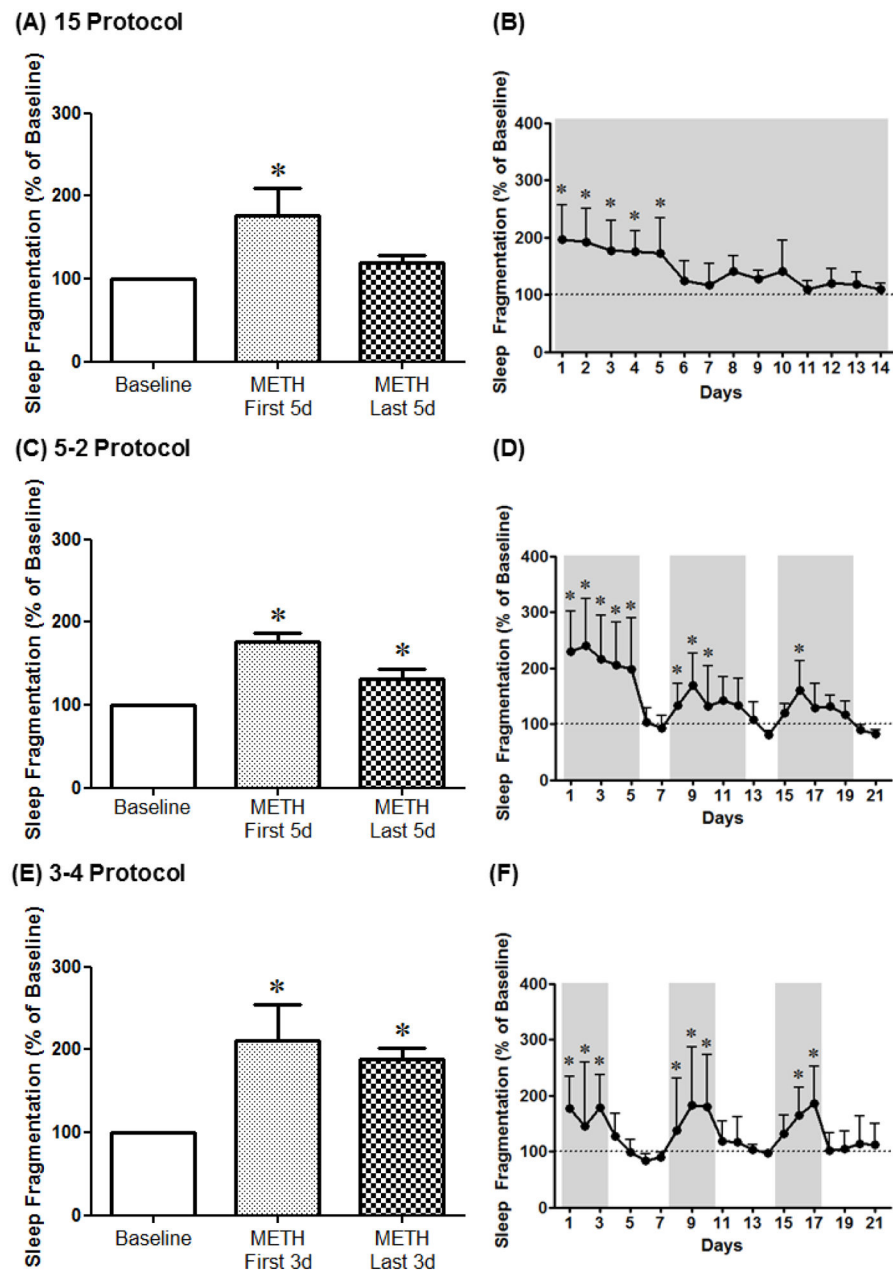 (A) 15 Protocol
Sleep Fragmentation (% of Baseline)
300
200
100
0
*
Baseline
METH
First 5d
METH
Last 5d
(B)
Sleep Fragmentation (% of Baseline)
400
300
200
100
0
* * * * *
1 2 3 4 5 6 7 8 9 10 11 12 13 14
Days
(C) 5-2 Protocol
Sleep Fragmentation (% of Baseline)
300
200
100
0
* *
Baseline
METH
First 5d
METH
Last 5d
(D)
Sleep Fragmentation (% of Baseline)
400
300
200
100
0
* * * * * * * * *
1 3 5 7 9 11 13 15 17 19 21
Days
(E) 3-4 Protocol
Sleep Fragmentation (% of Baseline)
300
200
100
0
* *
Baseline
METH
First 3d
METH
Last 3d
(F)
Sleep Fragmentation (% of Baseline)
400
300
200
100
0
* * * * * * * *
1 3 5 7 9 11 13 15 17 19 21
Days